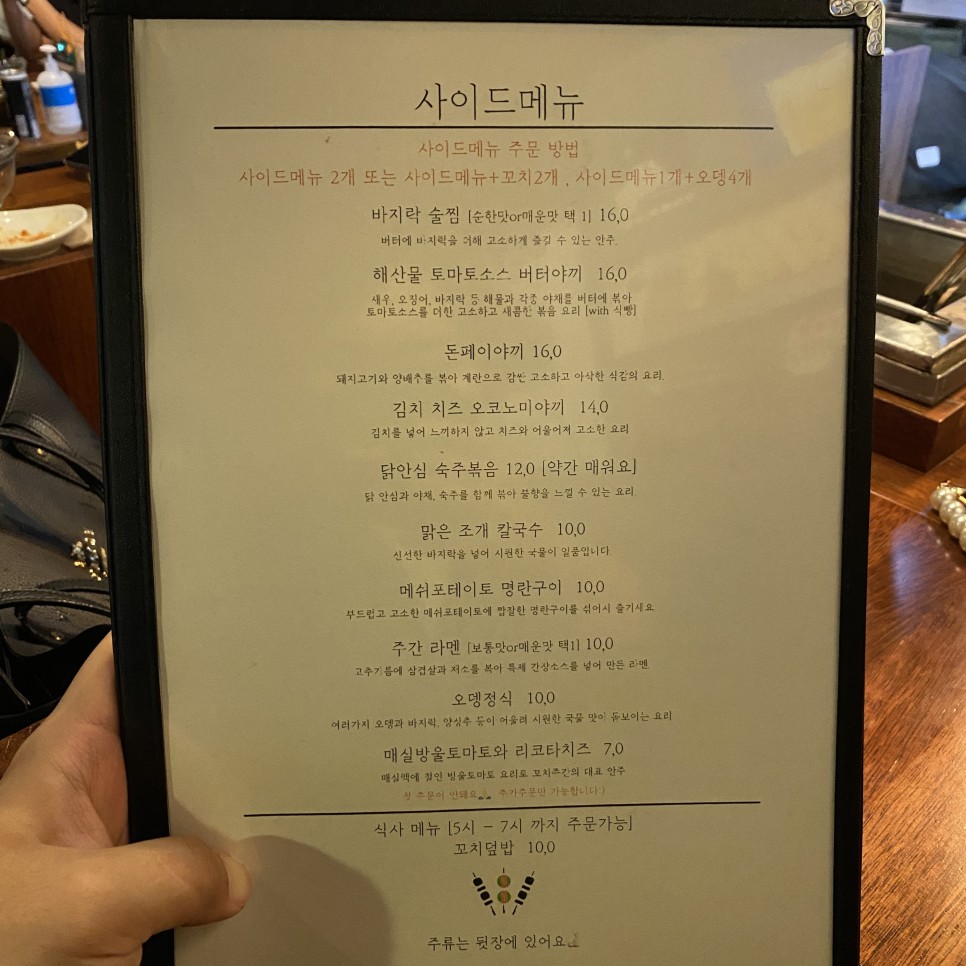 사이드메뉴
사이드메뉴 주문 방법
사이드메뉴 2개 또는 사이드메뉴+꼬치2개 , 사이드메뉴1개+오뎅4개
바지락 술찜 [순한맛or매운맛 택 1] 16,0
버터에 바지락을 더해 고소하게 즐길 수 있는 안주.
해산물 토마토소스 버터야끼 16,0
새우, 오징어, 바지락 등 해물과 각종 야채를 버터에 볶아
토마토소스를 더한 고소하고 새콤한 볶음 요리 [with 식빵]
돈페이야끼 16,0
돼지고기와 양배추를 볶아 계란으로 감싼 고소하고 아삭한 식감의 요리.
김치 치즈 오코노미야끼 14,0
김치를 넣어 느끼하지 않고 치즈와 어울어져 고소한 요리
닭안심 숙주볶음 12,0 [약간 매워요]
닭 안심과 야채, 숙주를 함께 볶아 불향을 느낄 수 있는 요리.
맑은 조개 칼국수 10,0
신선한 바지락을 넣어 시원한 국물이 일품입니다.
메쉬포테이토 명란구이 10,0
부드럽고 고소한 메쉬포테이토에 짭잘한 명란구이를 섞어서 즐기세요
주간 라멘 [보통맛or매운맛 택1] 10,0
고추기름에 삼겹살과 채소를 볶아 특제 간장소스를 넣어 만든 라멘
오뎅정식 10,0
여러가지 오뎅과 바지락, 양상추 등이 어울려 시원한 국물 맛이 돋보이는 요리
매실방울토마토와 리코타치즈 7,0
매실액에 절인 방울토마토 요리로 꼬치주간의 대표 안주
첫 주문이 안돼요 추가주문만 가능합니다:)
식사 메뉴 [5시 - 7시 까지 주문가능]
꼬치덮밥 10,0
주류는 뒷장에 있어요